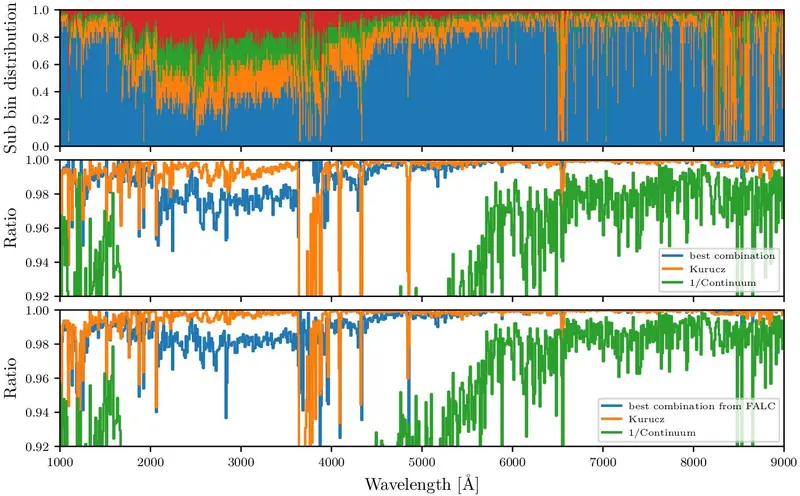 Sub bin distribution
1.0
0.8
0.6
0.4
0.2
0.0
Ratio
1.00
0.98
0.96
0.94
0.92
best combination
Kurucz
1/Continuum
Ratio
1.00
0.98
0.96
0.94
0.92
best combination from FALC
Kurucz
1/Continuum
1000 2000 3000 4000 5000 6000 7000 8000 9000
Wavelength [Å]